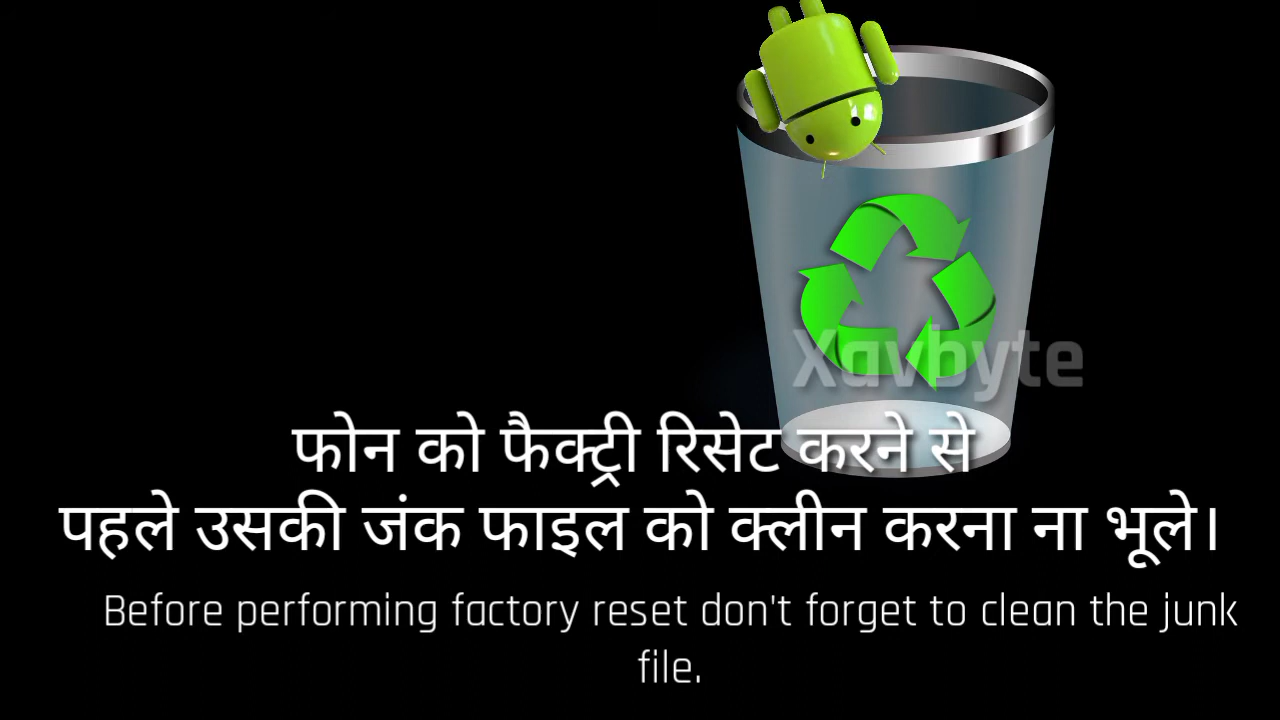 Xavbyte
फोन को फैक्ट्री रिसेट करने से
पहले उसकी जंक फाइल को क्लीन करना ना भूले।
Before performing factory reset don't forget to clean the junk
file.